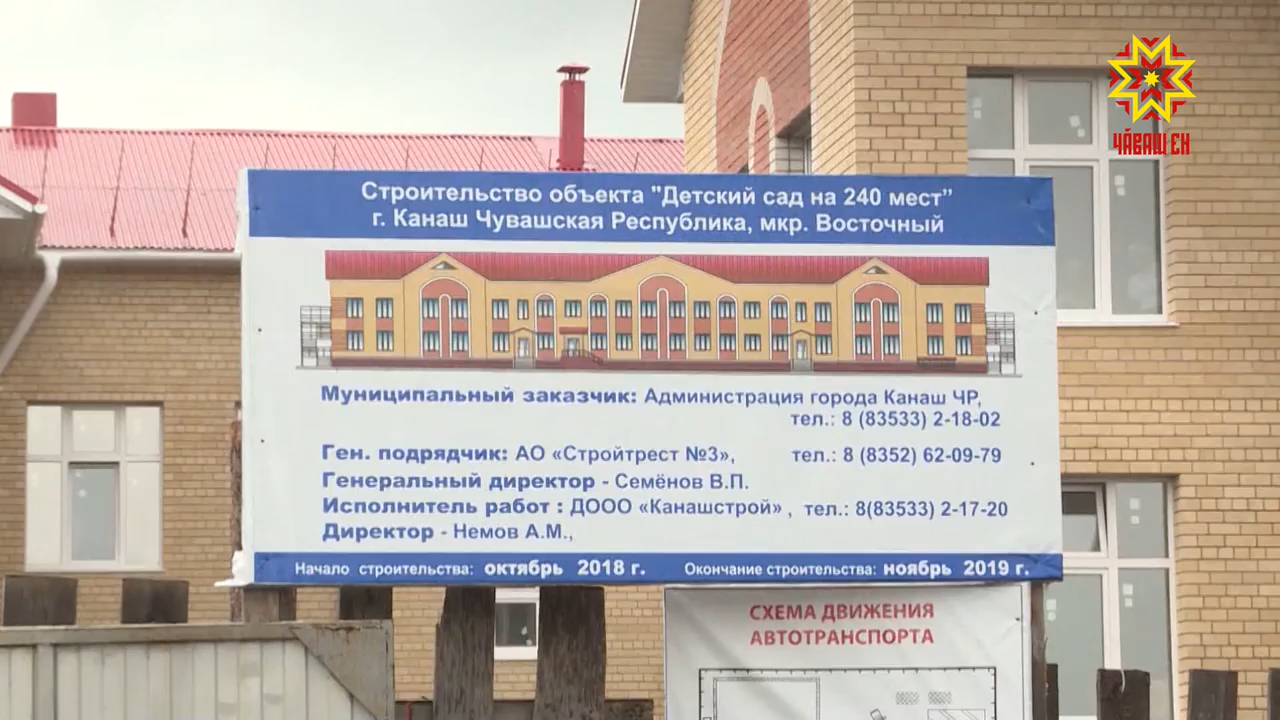 ЧӐВАШ ЕН
Строительство объекта "Детский сад на 240 мест”
г. Канаш Чувашская Республика, мкр. Восточный
Муниципальный заказчик: Администрация города Канаш ЧР,
тел.: 8 (83533) 2-18-02
Ген. подрядчик: АО «Стройтрест №3», тел.: 8 (8352) 62-09-79
Генеральный директор - Семёнов В.П.
Исполнитель работ : ДООО «Канашстрой» , тел.: 8(83533) 2-17-20
Директор - Немов А.М.,
Начало строительства: октябрь 2018 г. Окончание строительства: ноябрь 2019 г.
СХЕМА ДВИЖЕНИЯ
АВТОТРАНСПОРТА